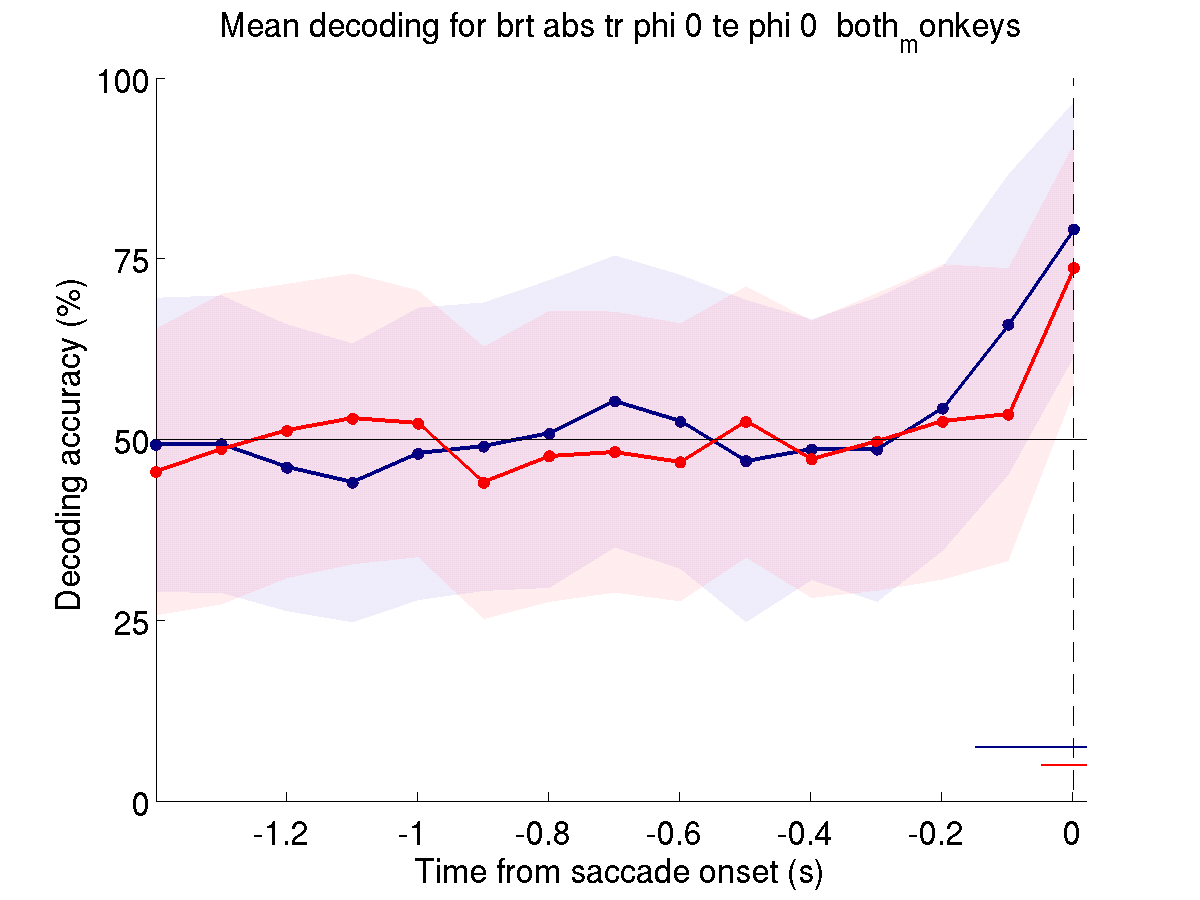 Mean decoding for brt abs tr phi 0 te phi 0  both_monkeys
100
75
50
25
0
Decoding accuracy (%)
-1.2 -1 -0.8 -0.6 -0.4 -0.2 0
Time from saccade onset (s)